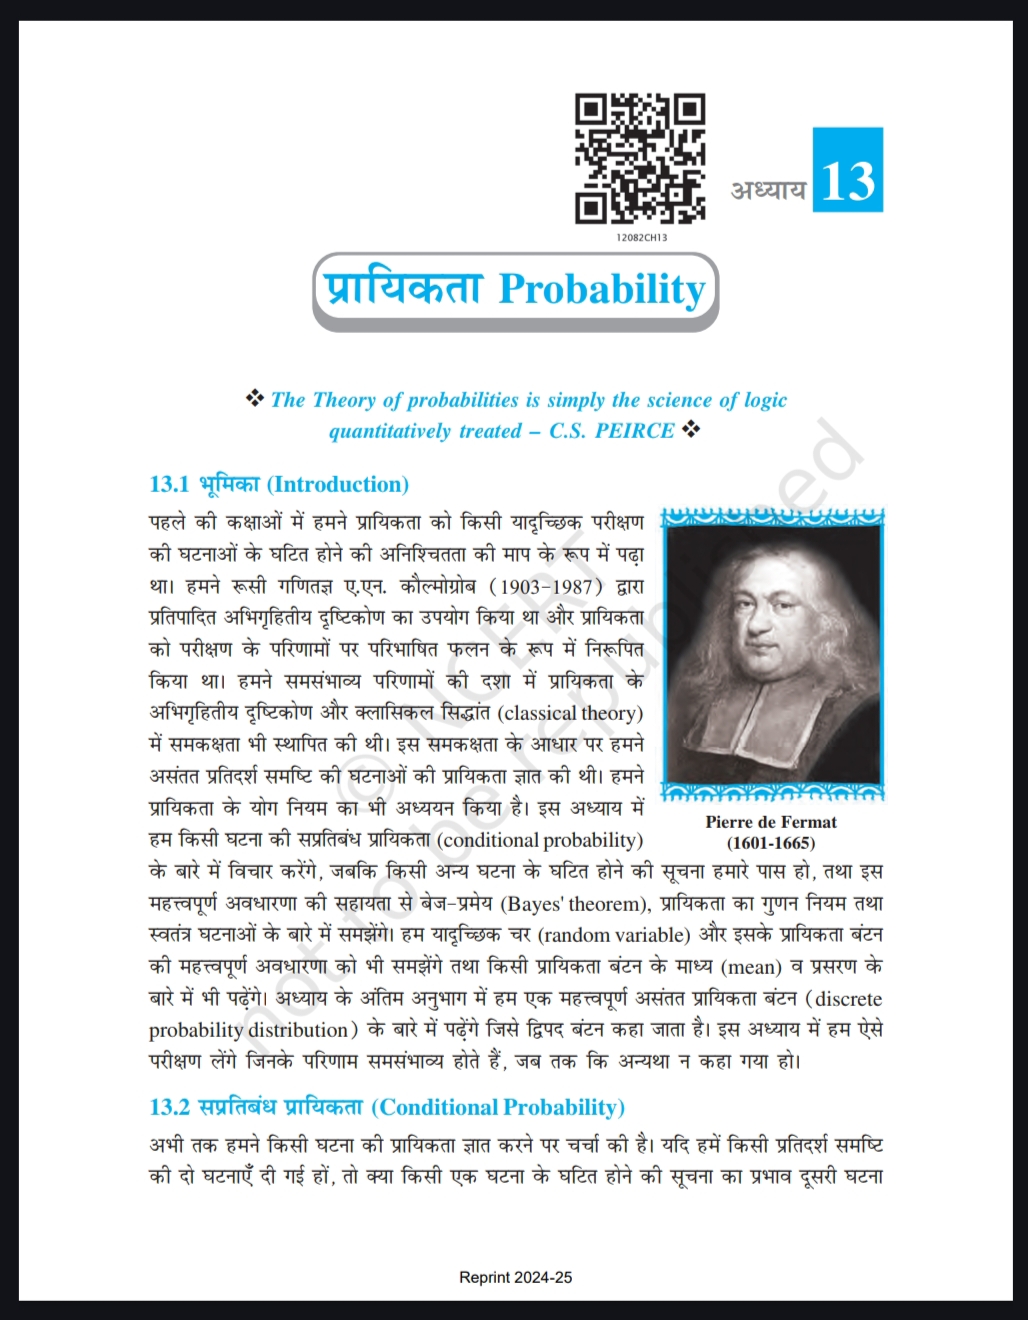 12082CH13
अध्याय 13
प्रायिकता Probability
❖ The Theory of probabilities is simply the science of logic
quantitatively treated – C.S. PEIRCE ❖
13.1 भूमिका (Introduction)
पहले की कक्षाओं में हमने प्रायिकता को किसी यादृच्छिक परीक्षण
की घटनाओं के घटित होने की अनिश्चितता की माप के रूप में पढ़ा
था। हमने रूसी गणितज्ञ ए.एन. कौल्मोग्रोब (1903-1987) द्वारा
प्रतिपादित अभिगृहितीय दृष्टिकोण का उपयोग किया था और प्रायिकता
को परीक्षण के परिणामों पर परिभाषित फलन के रूप में निरूपित
किया था। हमने समसंभाव्य परिणामों की दशा में प्रायिकता के
अभिगृहितीय दृष्टिकोण और क्लासिकल सिद्धांत (classical theory)
में समकक्षता भी स्थापित की थी। इस समकक्षता के आधार पर हमने
असंतत प्रतिदर्श समष्टि की घटनाओं की प्रायिकता ज्ञात की थी। हमने
प्रायिकता के योग नियम का भी अध्ययन किया है। इस अध्याय में
हम किसी घटना की सप्रतिबंध प्रायिकता (conditional probability)
Pierre de Fermat
(1601-1665)
के बारे में विचार करेंगे, जबकि किसी अन्य घटना के घटित होने की सूचना हमारे पास हो, तथा इस
महत्त्वपूर्ण अवधारणा की सहायता से बेज-प्रमेय (Bayes' theorem), प्रायिकता का गुणन नियम तथा
स्वतंत्र घटनाओं के बारे में समझेंगे। हम यादृच्छिक चर (random variable) और इसके प्रायिकता बंटन
की महत्त्वपूर्ण अवधारणा को भी समझेंगे तथा किसी प्रायिकता बंटन के माध्य (mean) व प्रसरण के
बारे में भी पढ़ेंगे। अध्याय के अंतिम अनुभाग में हम एक महत्त्वपूर्ण असंतत प्रायिकता बंटन (discrete
probability distribution) के बारे में पढ़ेंगे जिसे द्विपद बंटन कहा जाता है। इस अध्याय में हम ऐसे
परीक्षण लेंगे जिनके परिणाम समसंभाव्य होते हैं, जब तक कि अन्यथा न कहा गया हो।
13.2 सप्रतिबंध प्रायिकता (Conditional Probability)
अभी तक हमने किसी घटना की प्रायिकता ज्ञात करने पर चर्चा की है। यदि हमें किसी प्रतिदर्श समष्टि
की दो घटनाएँ दी गई हों, तो क्या किसी एक घटना के घटित होने की सूचना का प्रभाव दूसरी घटना
© NCERT
not to be republished
Reprint 2024-25